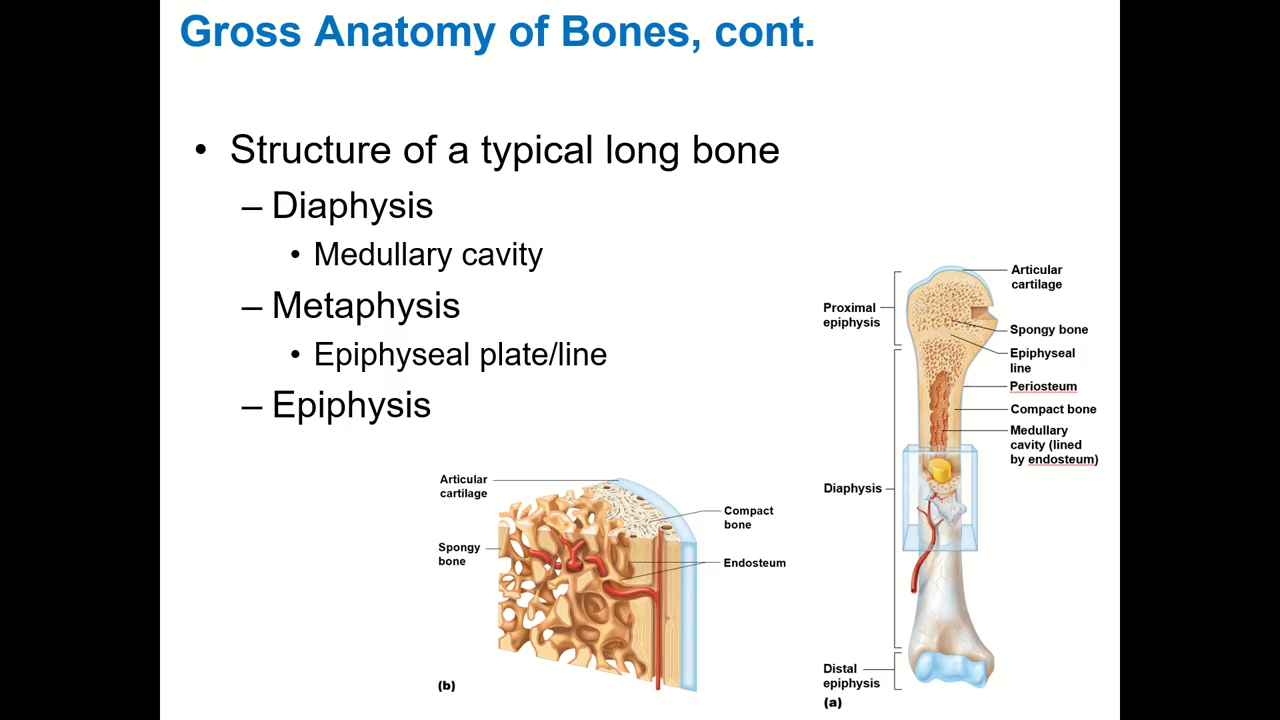 Gross Anatomy of Bones, cont.
• Structure of a typical long bone
– Diaphysis
• Medullary cavity
– Metaphysis
• Epiphyseal plate/line
– Epiphysis
Articular
cartilage
Spongy
bone
Compact
bone
Endosteum
(b)
Proximal
epiphysis
Diaphysis
Distal
epiphysis
Articular
cartilage
Spongy bone
Epiphyseal
line
Periosteum
Compact bone
Medullary
cavity (lined
by endosteum)
(a)